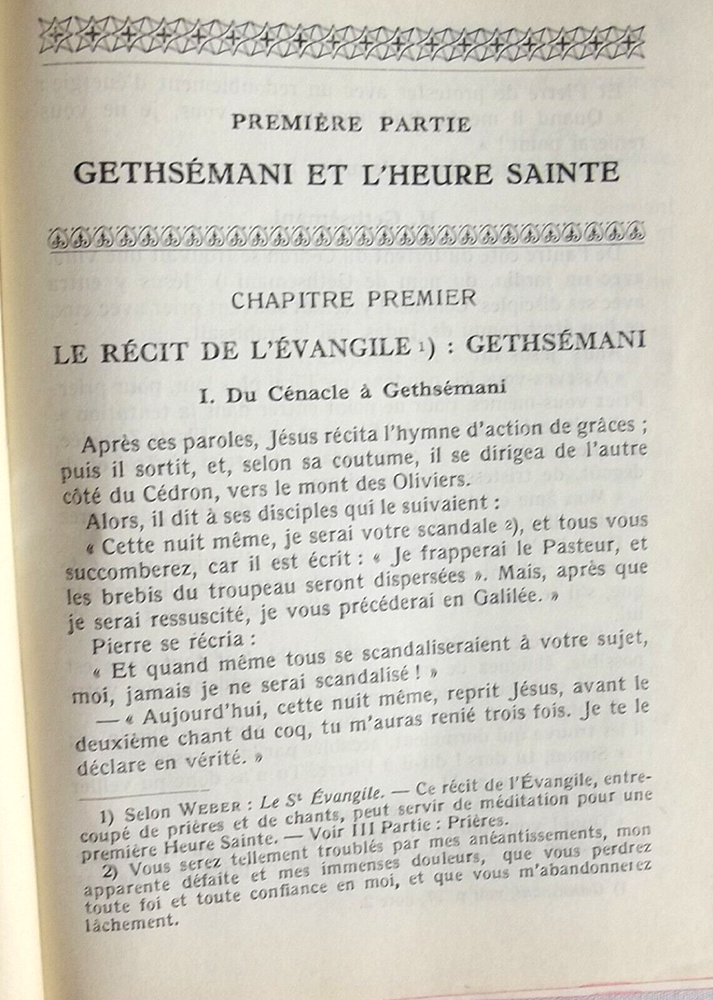 PREMIÈRE PARTIE
GETHSÉMANI ET L'HEURE SAINTE
CHAPITRE PREMIER
LE RÉCIT DE L'ÉVANGILE 1) : GETHSÉMANI
I. Du Cénacle à Gethsémani
Après ces paroles, Jésus récita l'hymne d'action de grâces ;
puis il sortit, et, selon sa coutume, il se dirigea de l'autre
côté du Cédron, vers le mont des Oliviers.
Alors, il dit à ses disciples qui le suivaient :
« Cette nuit même, je serai votre scandale 2), et tous vous
succomberez, car il est écrit : « Je frapperai le Pasteur, et
les brebis du troupeau seront dispersées ». Mais, après que
je serai ressuscité, je vous précéderai en Galilée. »
Pierre se récria :
« Et quand même tous se scandaliseraient à votre sujet,
moi, jamais je ne serai scandalisé ! »
— « Aujourd'hui, cette nuit même, reprit Jésus, avant le
deuxième chant du coq, tu m'auras renié trois fois. Je te le
déclare en vérité. »
1) Selon WEBER : Le St Évangile. — Ce récit de l'Évangile, entre-
coupé de prières et de chants, peut servir de méditation pour une
première Heure Sainte. — Voir III Partie : Prières.
2) Vous serez tellement troublés par mes anéantissements, mon
apparente défaite et mes immenses douleurs, que vous perdrez
toute foi et toute confiance en moi, et que vous m'abandonnerez
lâchement.